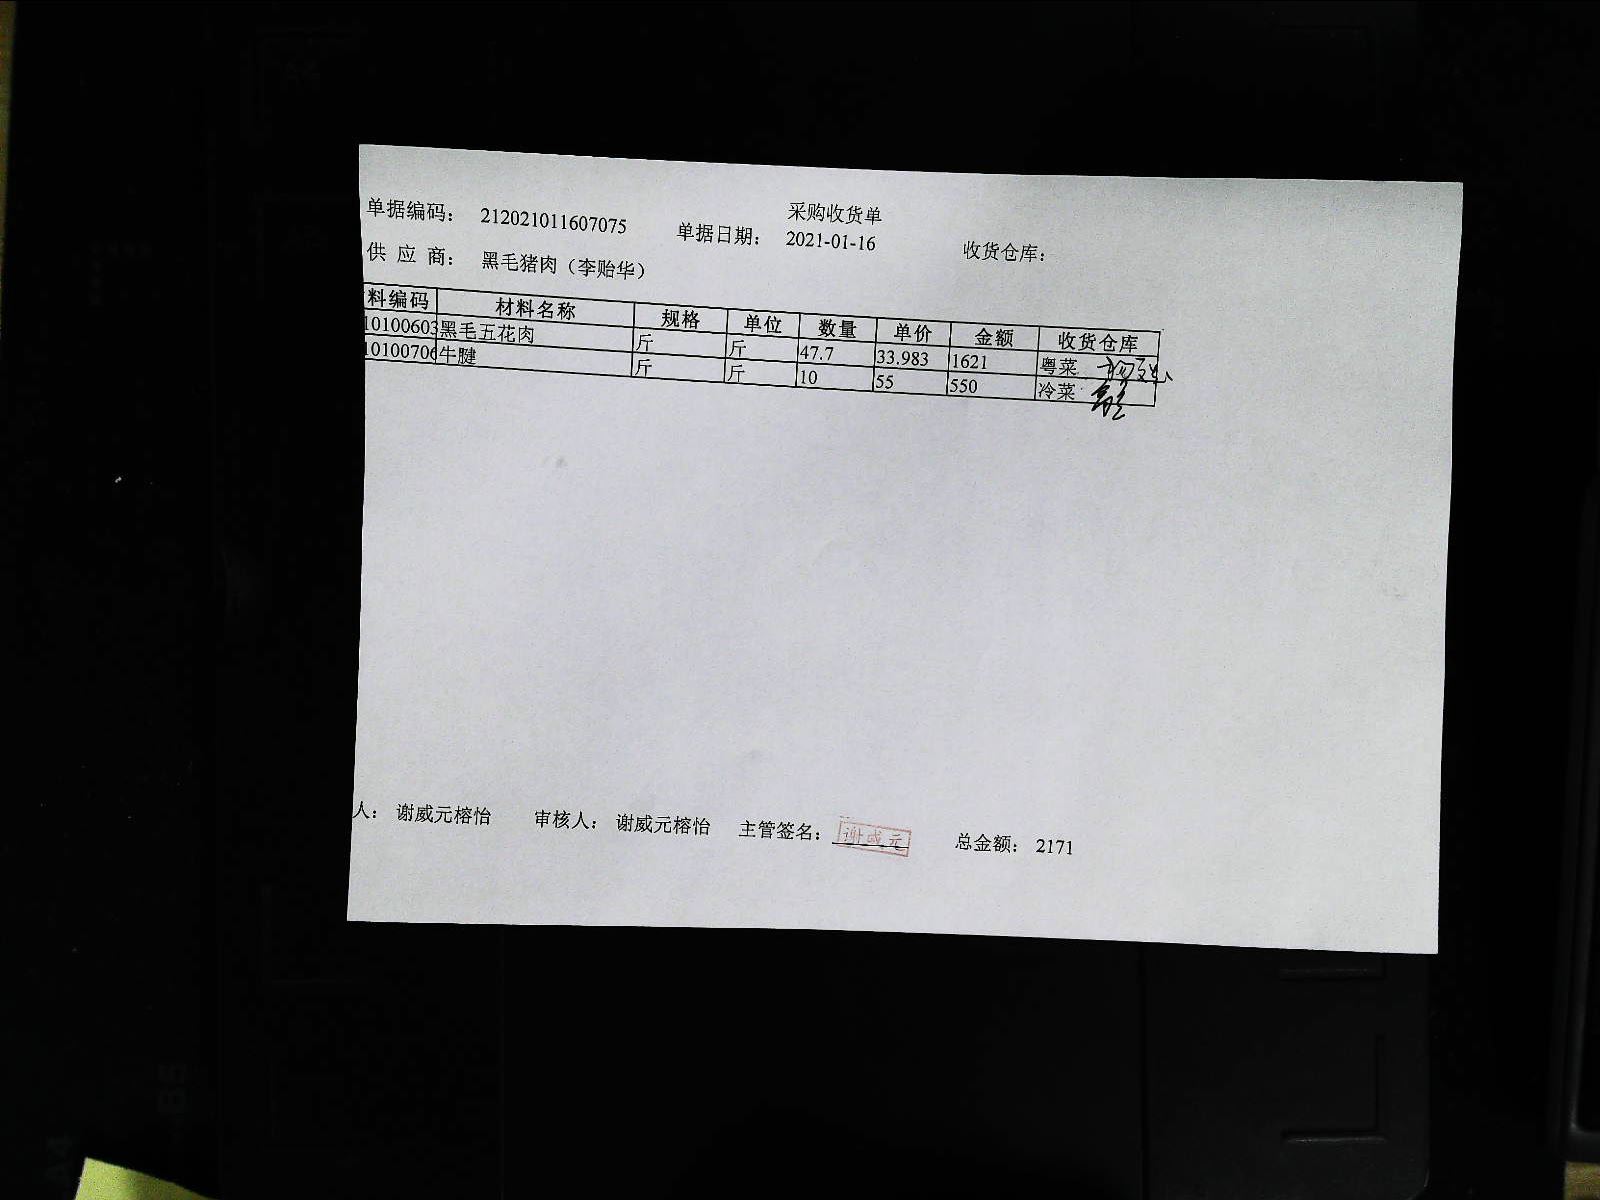 采购收货单
单据编码： 212021011607075 单据日期： 2021-01-16 收货仓库：
供 应 商： 黑毛猪肉（李贻华）
料编码 材料名称 规格 单位 数量 单价 金额 收货仓库
10100603 黑毛五花肉 斤 斤 47.7 33.983 1621 粤菜
10100706 牛腱 斤 斤 10 55 550 冷菜
人： 谢威元榕怡 审核人： 谢威元榕怡 主管签名： 谢威元 总金额： 2171